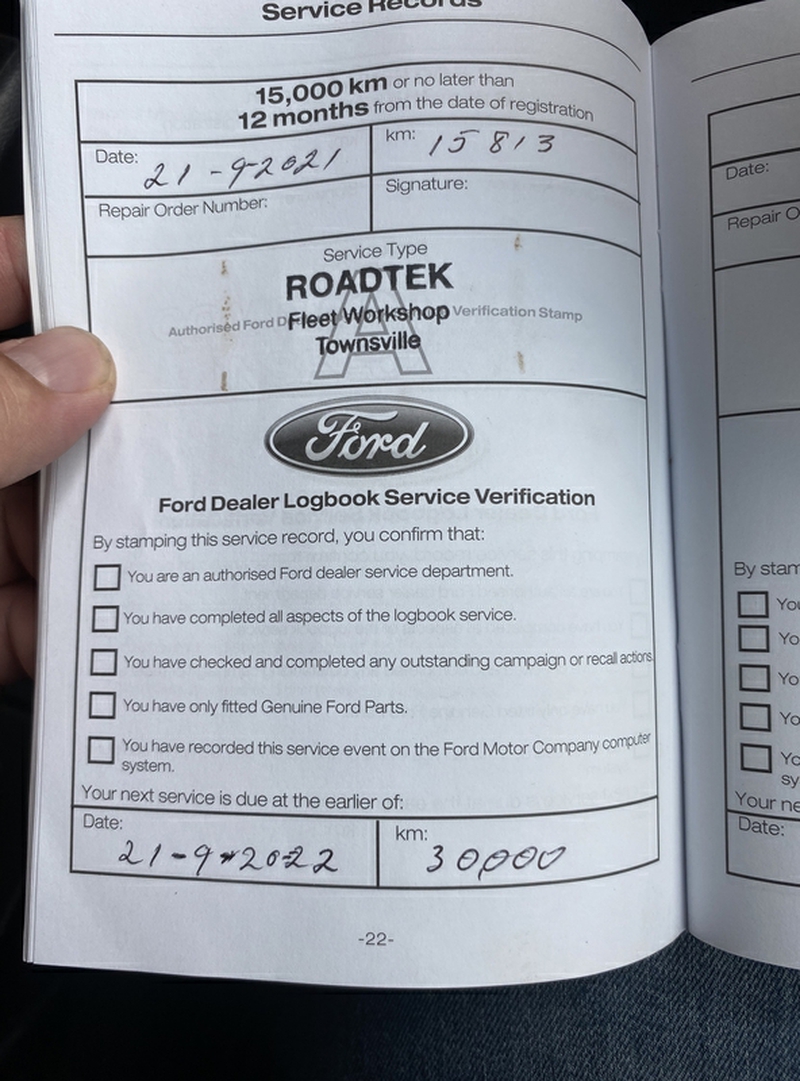 Service Records
15,000 km or no later than
12 months from the date of registration
Date: 21-9-2021
km: 15813
Repair Order Number:
Signature:
Service Type
ROADTEK
A
Authorised Ford D Fleet Workshop Verification Stamp
Townsville
Ford
Ford Dealer Logbook Service Verification
By stamping this service record, you confirm that:
You are an authorised Ford dealer service department.
You have completed all aspects of the logbook service.
You have checked and completed any outstanding campaign or recall actions.
You have only fitted Genuine Ford Parts.
You have recorded this service event on the Ford Motor Company computer
system.
Your next service is due at the earlier of:
Date: 21-9-2022
km: 30,000
-22-
Date:
Repair O
By stam
You
Yo
Yo
Yo
Yo
sy
Your ne
Date: